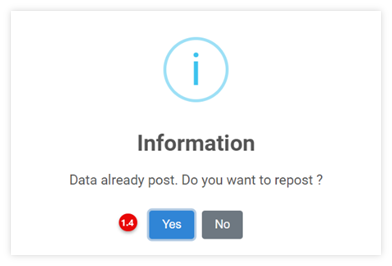 i
Information
Data already post. Do you want to repost ?
1.4 Yes No